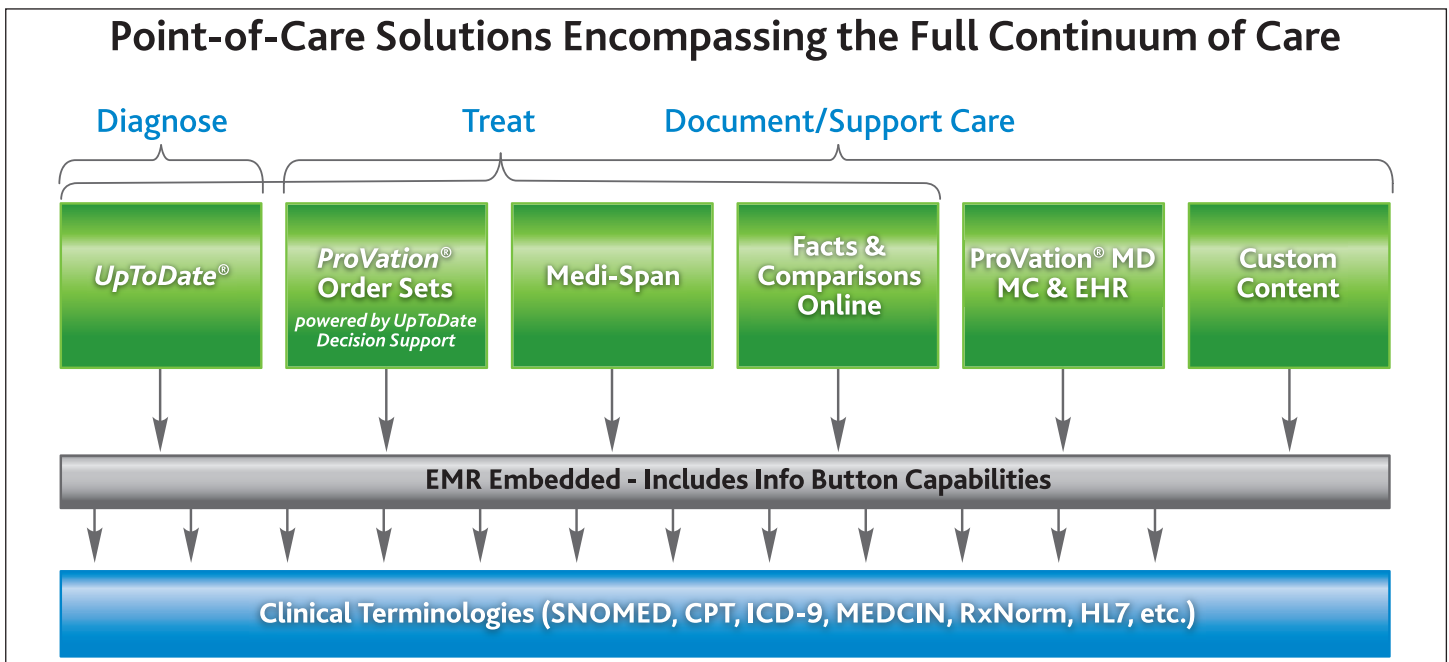 Point-of-Care Solutions Encompassing the Full Continuum of Care
Diagnose
Treat
Document/Support Care
UpToDate®
ProVation®
Order Sets
powered by UpToDate
Decision Support
Medi-Span
Facts &
Comparisons
Online
ProVation® MD
MC & EHR
Custom
Content
EMR Embedded - Includes Info Button Capabilities
Clinical Terminologies (SNOMED, CPT, ICD-9, MEDCIN, RxNorm, HL7, etc.)